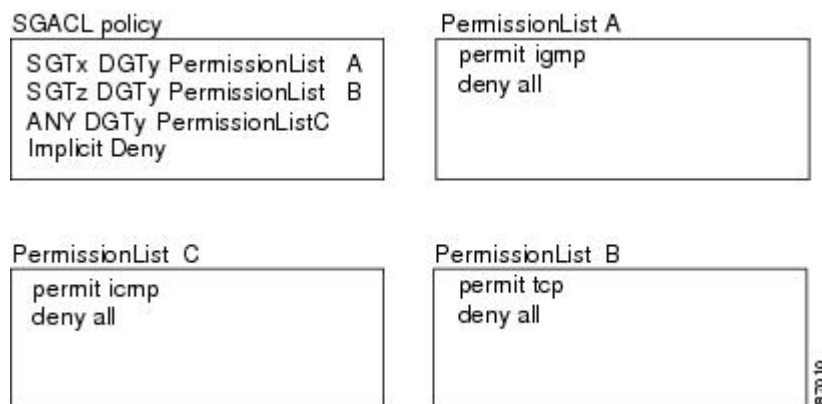 SGACL policy
SGTx DGTy PermissionList A
SGTz DGTy PermissionList B
ANY DGTy PermissionListC
Implicit Deny
PermissionList A
permit igmp
deny all
PermissionList C
permit icmp
deny all
PermissionList B
permit tcp
deny all